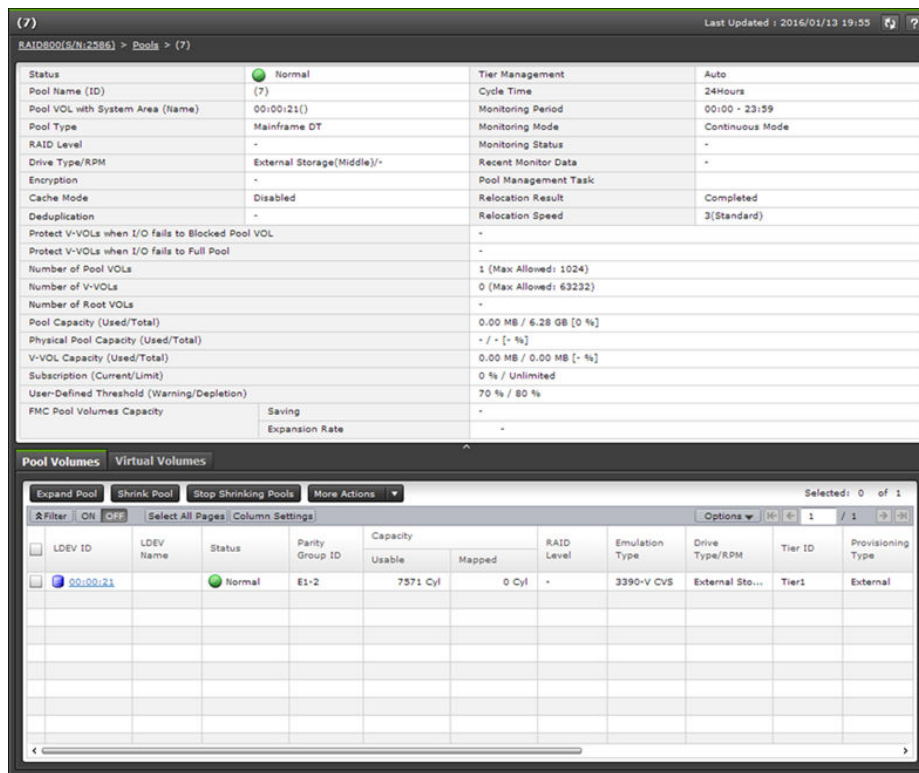 (7) Last Updated : 2016/01/13 19:55 ?
RAID800(S/N:2586) > Pools > (7)
Status Normal Tier Management Auto
Pool Name (ID) (7) Cycle Time 24Hours
Pool VOL with System Area (Name) 00:00:21() Monitoring Period 00:00 - 23:59
Pool Type Mainframe DT Monitoring Mode Continuous Mode
RAID Level - Monitoring Status -
Drive Type/RPM External Storage(Middle)/- Recent Monitor Data -
Encryption - Pool Management Task
Cache Mode Disabled Relocation Result Completed
Deduplication - Relocation Speed 3(Standard)
Protect V-VOLs when I/O fails to Blocked Pool VOL -
Protect V-VOLs when I/O fails to Full Pool -
Number of Pool VOLs 1 (Max Allowed: 1024)
Number of V-VOLs 0 (Max Allowed: 63232)
Number of Root VOLs -
Pool Capacity (Used/Total) 0.00 MB / 6.28 GB [0 %]
Physical Pool Capacity (Used/Total) - / - [- %]
V-VOL Capacity (Used/Total) 0.00 MB / 0.00 MB [- %]
Subscription (Current/Limit) 0 % / Unlimited
User-Defined Threshold (Warning/Depletion) 70 % / 80 %
FMC Pool Volumes Capacity Saving -
Expansion Rate -
Pool Volumes Virtual Volumes
Expand Pool Shrink Pool Stop Shrinking Pools More Actions Selected: 0 of 1
Filter ON OFF Select All Pages Column Settings Options 1 / 1
LDEV ID LDEV Name Status Parity Group ID Capacity Usable Mapped RAID Level Emulation Type Drive Type/RPM Tier ID Provisioning Type
00:00:21 Normal E1-2 7571 Cyl 0 Cyl - 3390-V CVS External Sto... Tier1 External